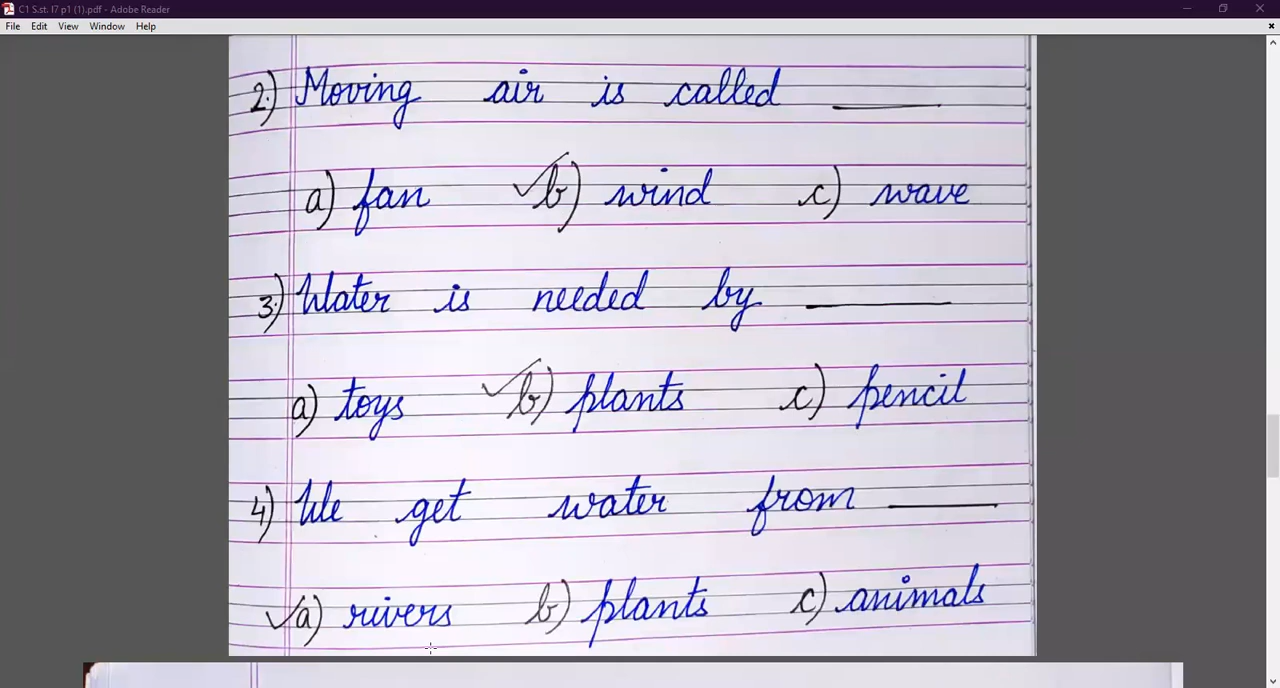 C1 S.st. l7 p1 (1).pdf - Adobe Reader
File Edit View Window Help
2.) Moving air is called ____
a) fan ✓b) wind c) wave
3.) Water is needed by ____
a) toys ✓b) plants c) pencil
4) We get water from ____
✓a) rivers b) plants c) animals